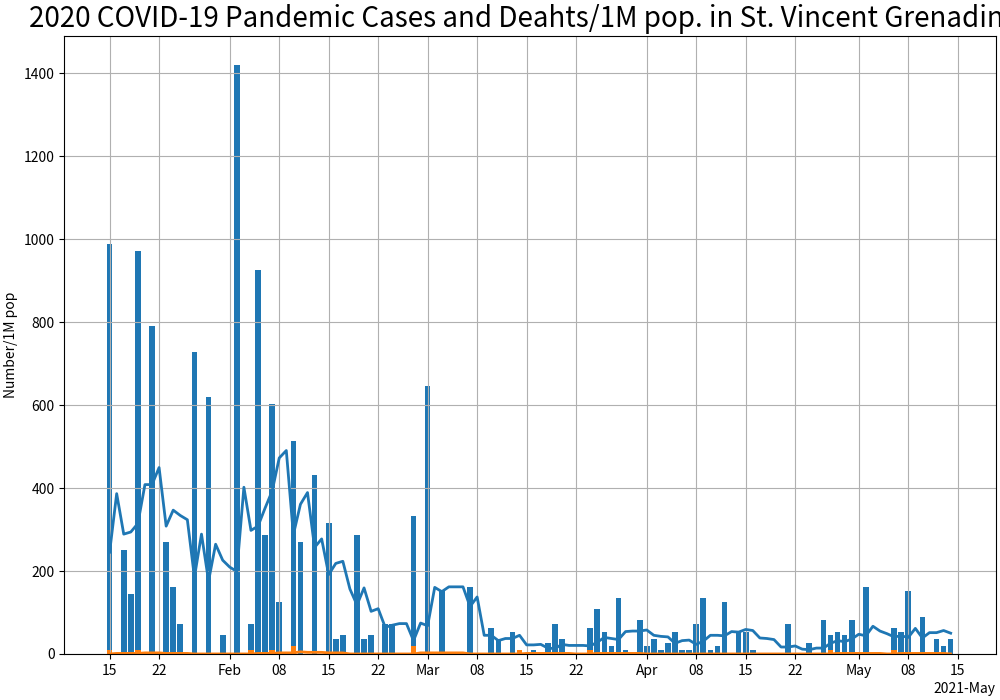 2020 COVID-19 Pandemic Cases and Deahts/1M pop. in St. Vincent Grenadin
1400
1200
1000
800
600
400
200
0
Number/1M pop
15 22 Feb 08 15 22 Mar 08 15 22 Apr 08 15 22 May 08 15
2021-May